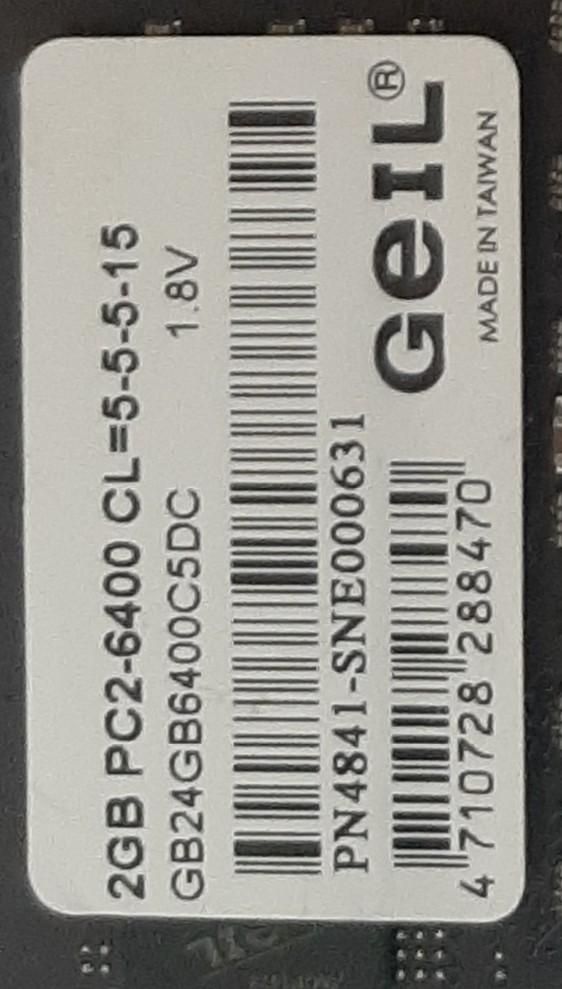 2GB PC2-6400 CL=5-5-5-15
GB24GB6400C5DC 1.8V
PN4841-SNE000631
GeIL®
4 710728 288470
MADE IN TAIWAN